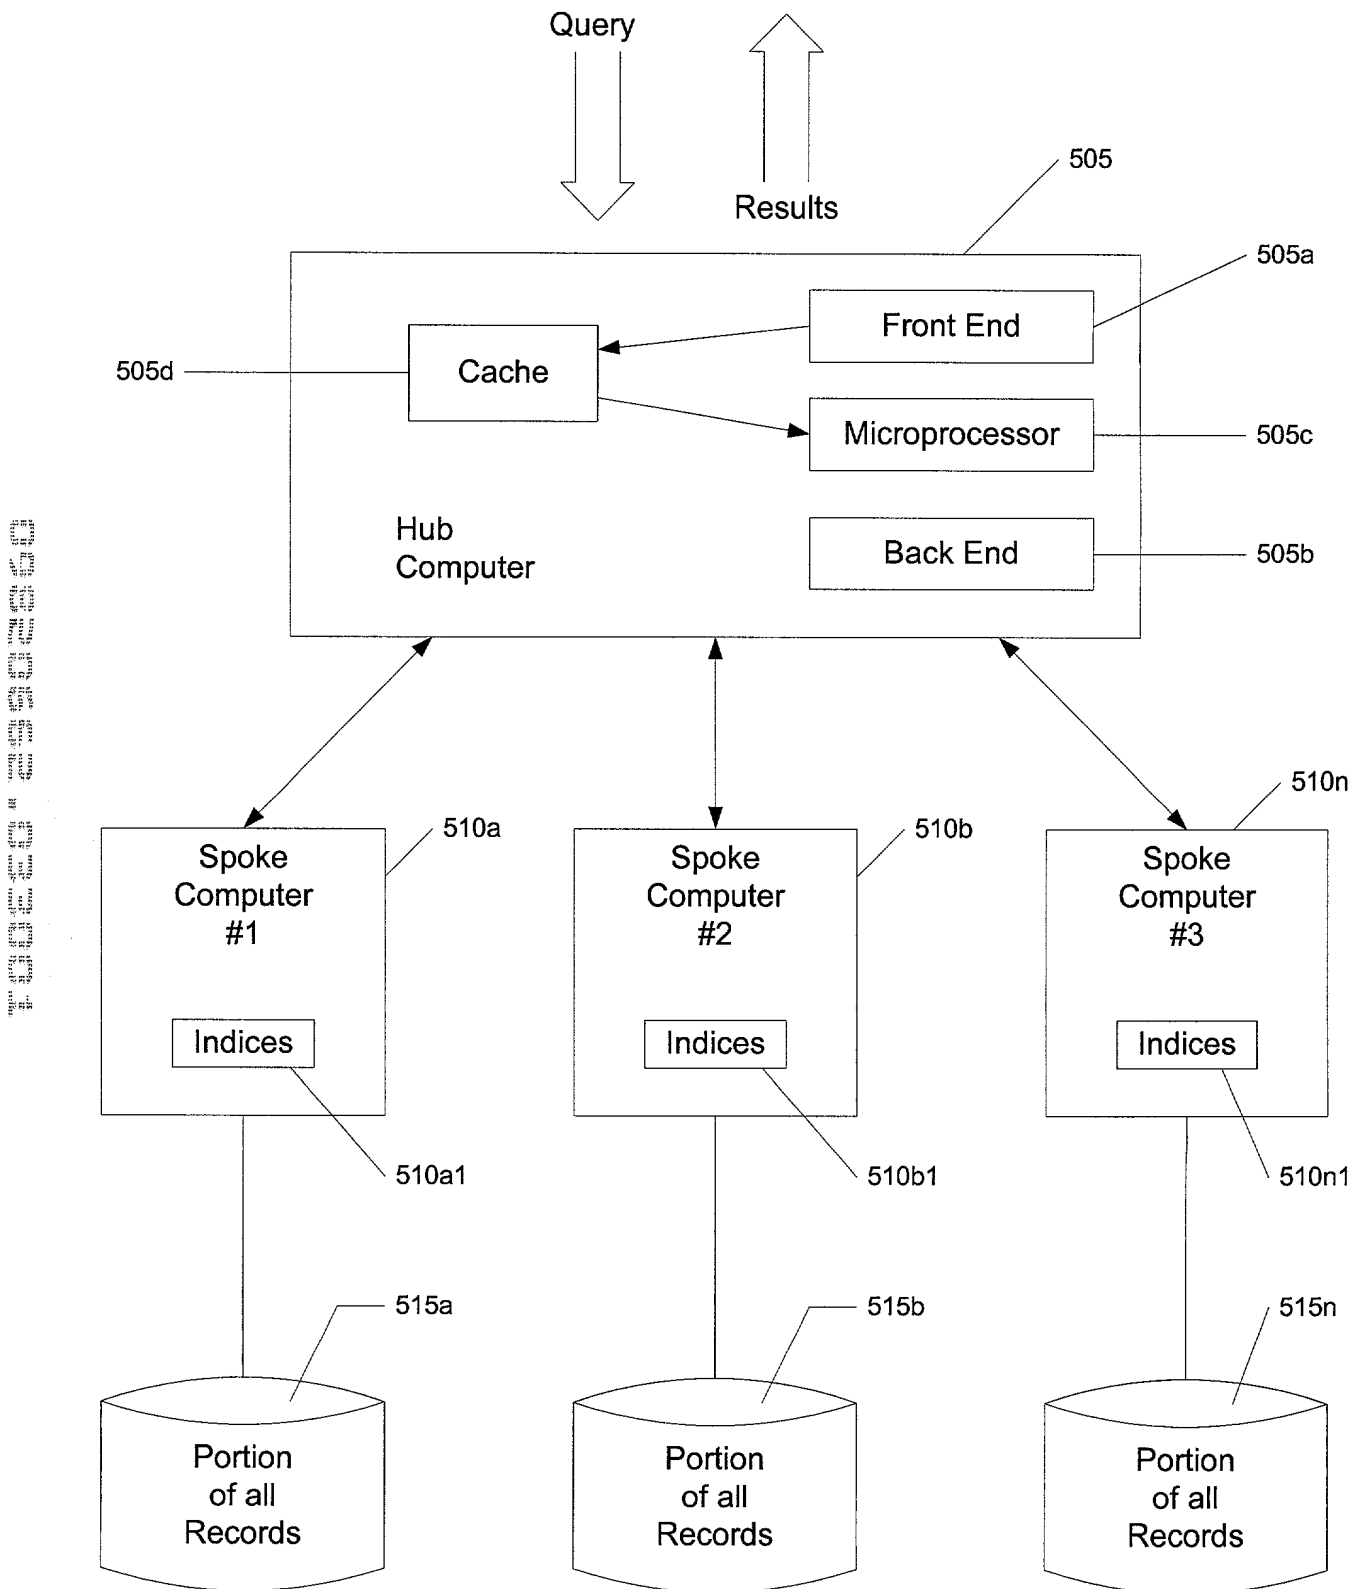 Query
Results
505
505a
Front End
Cache
505d
Microprocessor
505c
Hub
Computer
Back End
505b
510a
510b
510n
Spoke
Computer
#1
Spoke
Computer
#2
Spoke
Computer
#3
Indices
Indices
Indices
510a1
510b1
510n1
515a
515b
515n
Portion
of all
Records
Portion
of all
Records
Portion
of all
Records